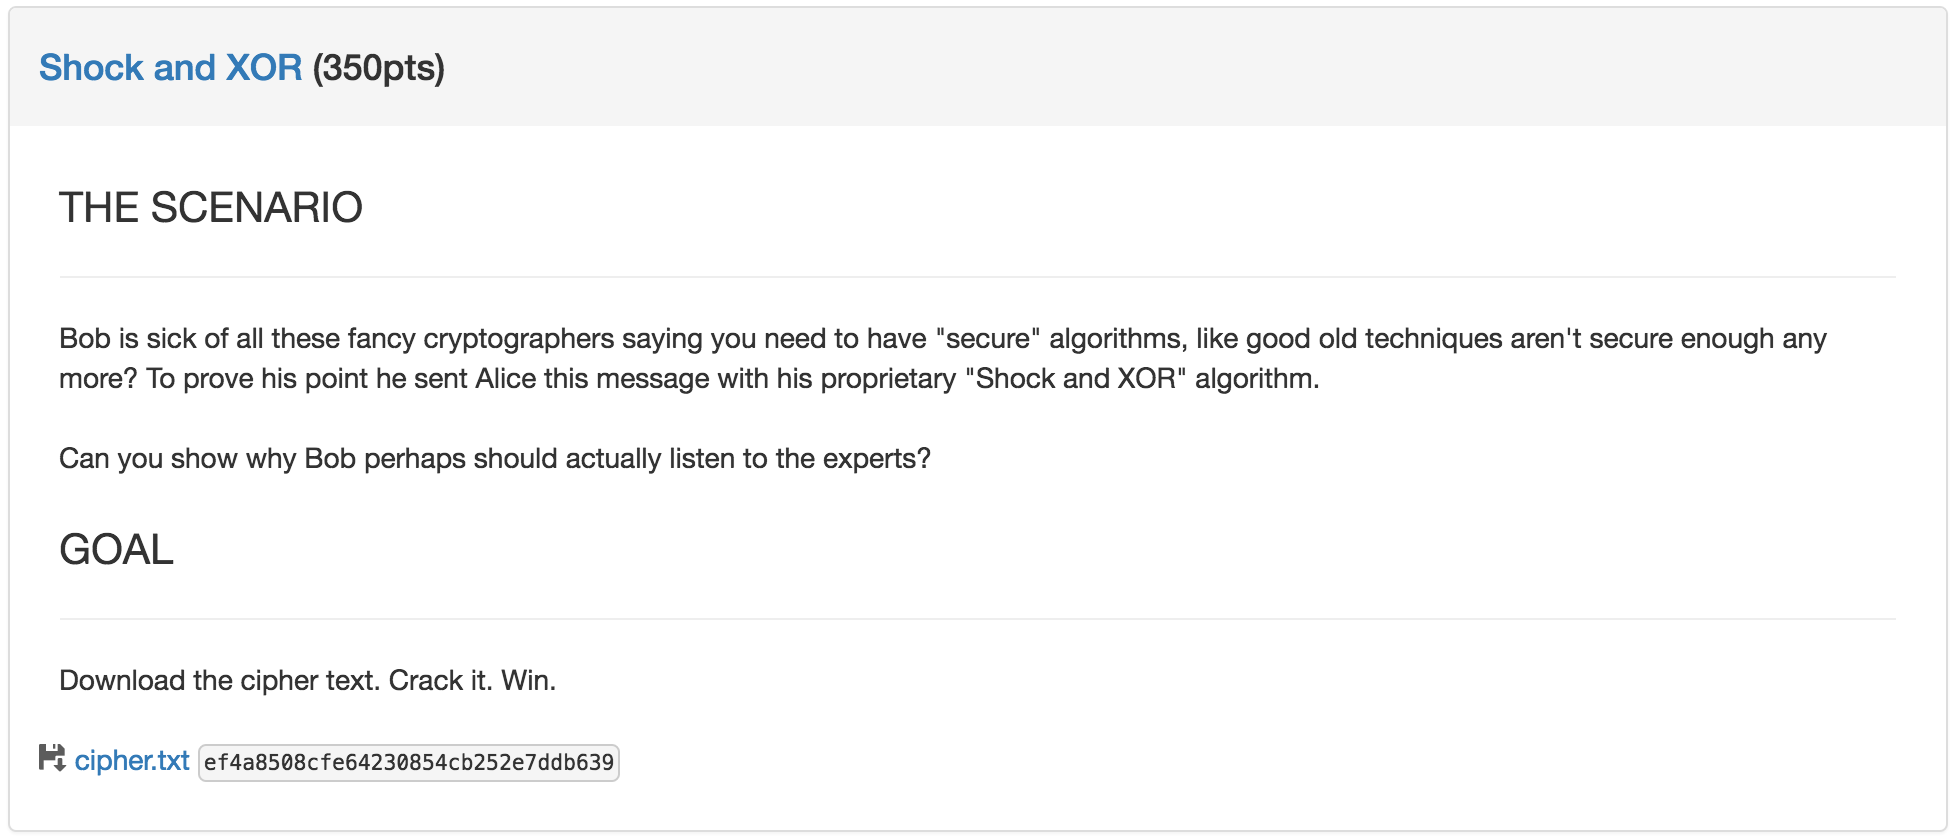 Shock and XOR (350pts)
THE SCENARIO
Bob is sick of all these fancy cryptographers saying you need to have "secure" algorithms, like good old techniques aren't secure enough any
more? To prove his point he sent Alice this message with his proprietary "Shock and XOR" algorithm.
Can you show why Bob perhaps should actually listen to the experts?
GOAL
Download the cipher text. Crack it. Win.
cipher.txt ef4a8508cfe64230854cb252e7ddb639